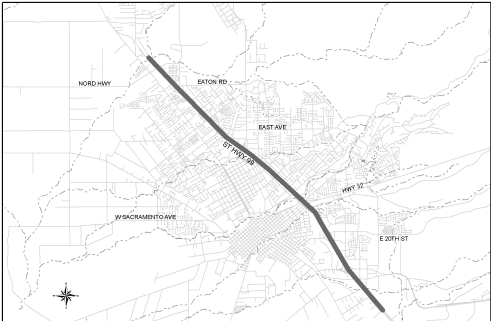 EATON RD
NORD HWY
EAST AVE
ST HWY 99
HWY 32
W SACRAMENTO AVE
E 20TH ST